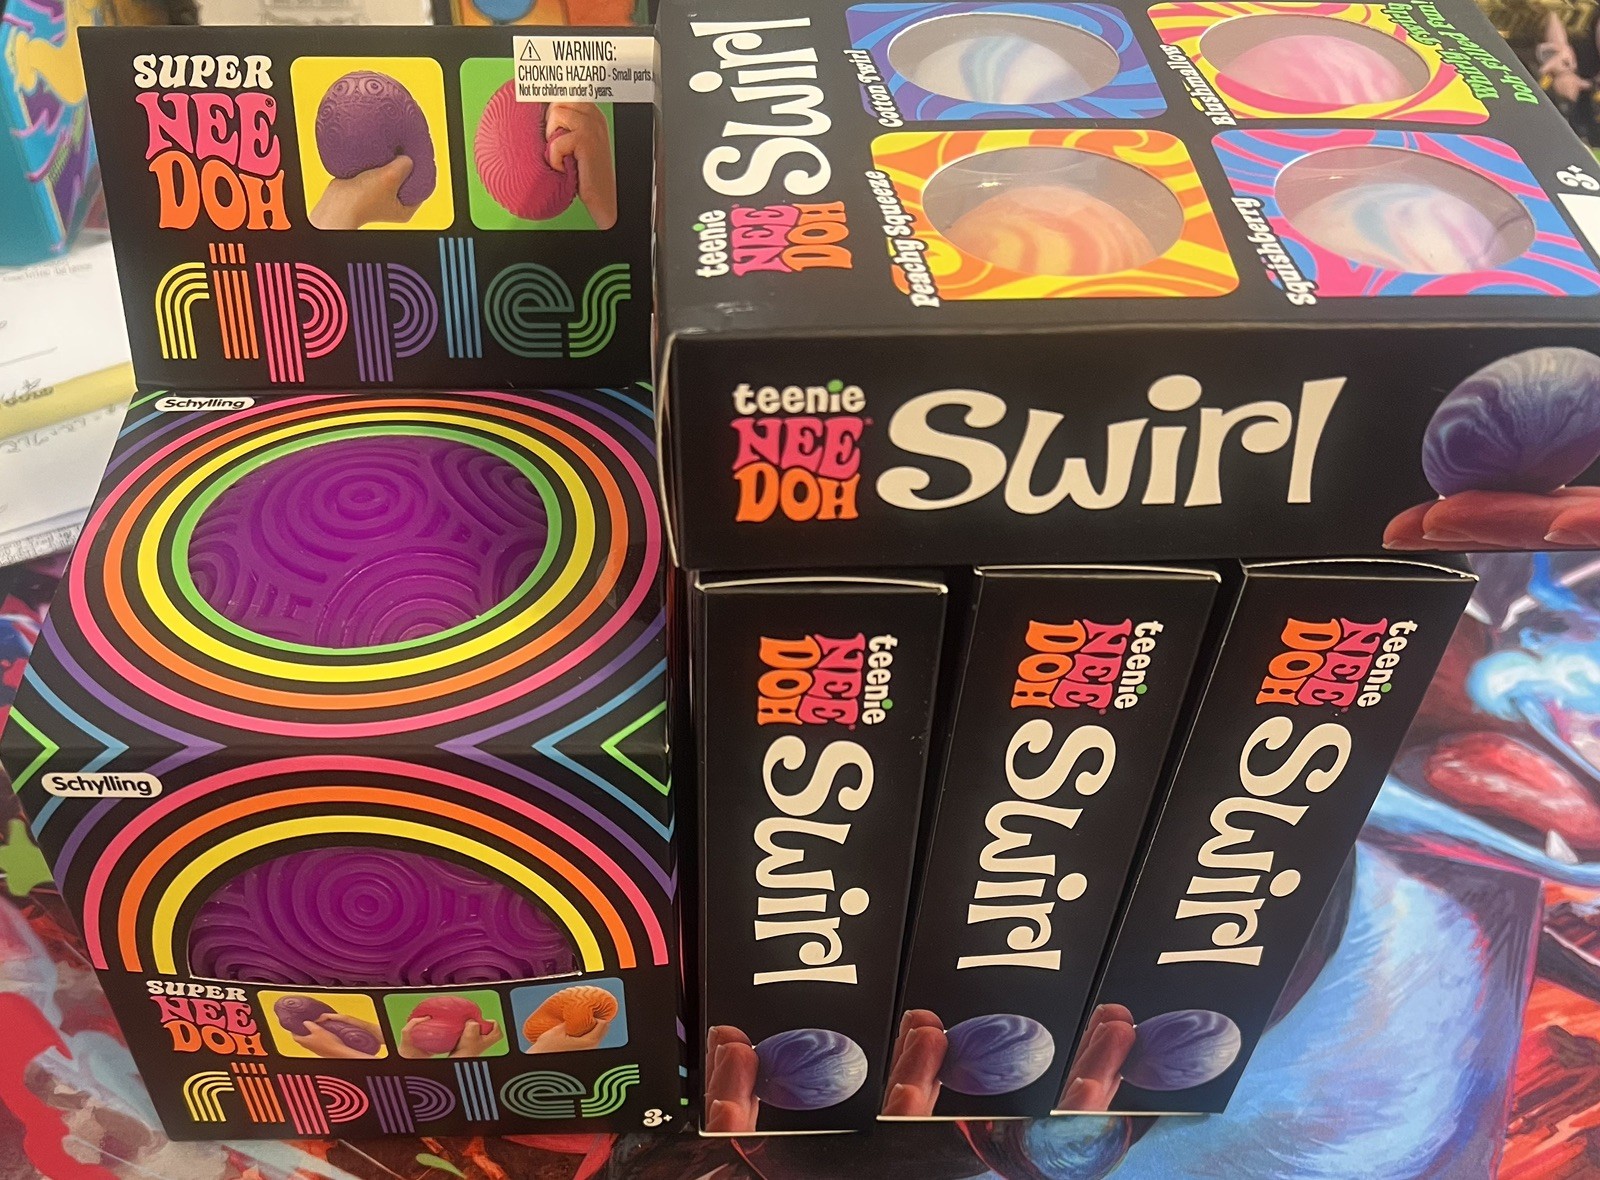 SUPER
NEE
DOH
ripples
WARNING:
CHOKING HAZARD - Small parts.
Not for children under 3 years.
Schylling
Schylling
SUPER
NEE
DOH
ripples
3+
teenie
NEE
DOH
Swirl
Cotton Twirl
Blushmallow
Peachy Squeeze
Squishberry
3+
teenie
NEE
DOH
Swirl
teenie
NEE
DOH
Swirl
teenie
NEE
DOH
Swirl
teenie
NEE
DOH
Swirl